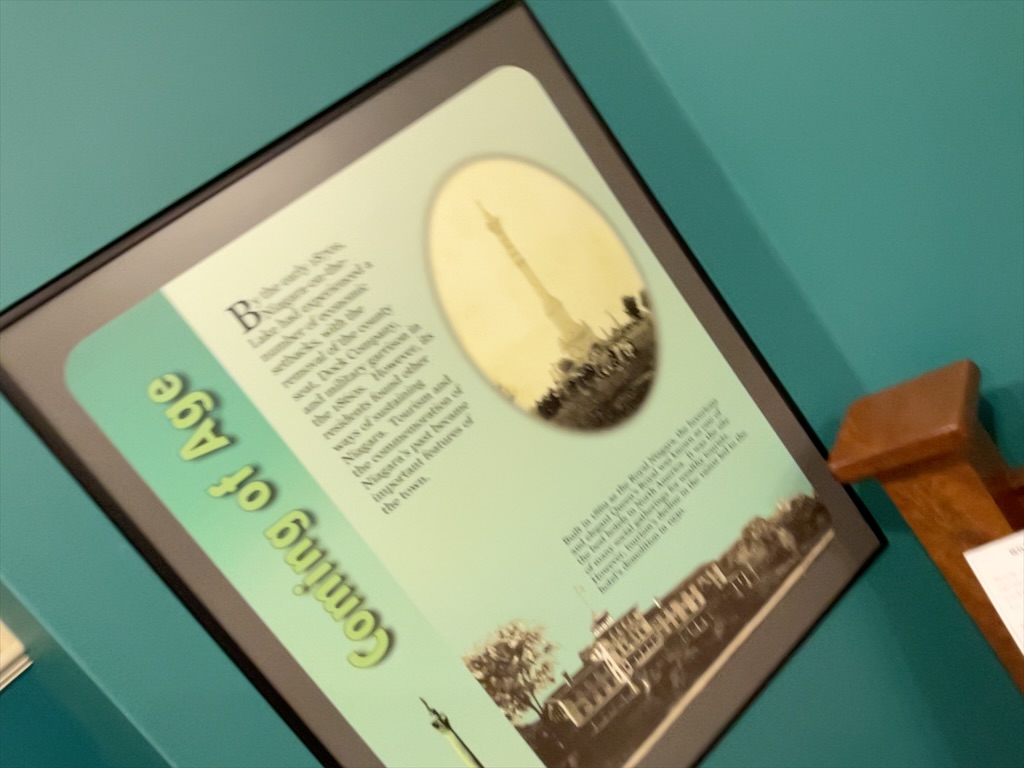 Coming of Age
By the early 1870s,
Niagara-on-the-
Lake had experienced a
number of economic
setbacks, with the
removal of the county
seat, Dock Company,
and military garrison in
the 1860s. However, its
residents found other
ways of sustaining
Niagara. Tourism and
the commemoration of
Niagara's past became
important features of
the town.
Built in 1869 as the Royal Niagara, the luxurious
and elegant Queen's Royal was known as one of
the best hotels in North America. It was the site
of many social gatherings for wealthy tourists.
However, tourism's decline in the 1920s led to the
hotel's demolition in